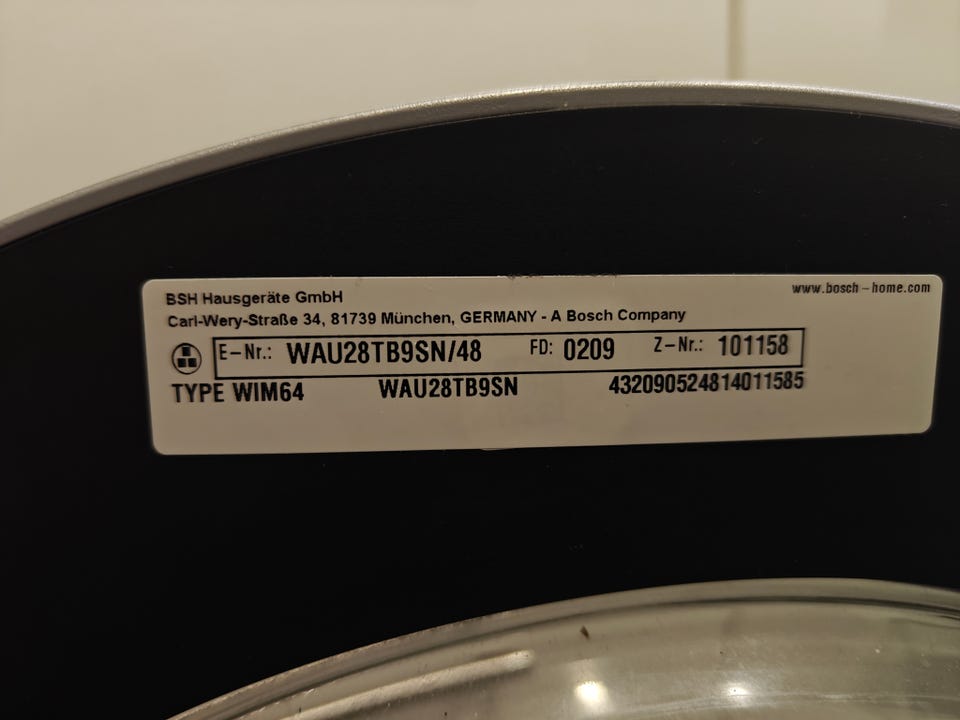 BSH Hausgeräte GmbH
www.bosch-home.com
Carl-Wery-Straße 34, 81739 München, GERMANY - A Bosch Company
E-Nr.: WAU28TB9SN/48 FD: 0209 Z-Nr.: 101158
TYPE WIM64 WAU28TB9SN 432090524814011585